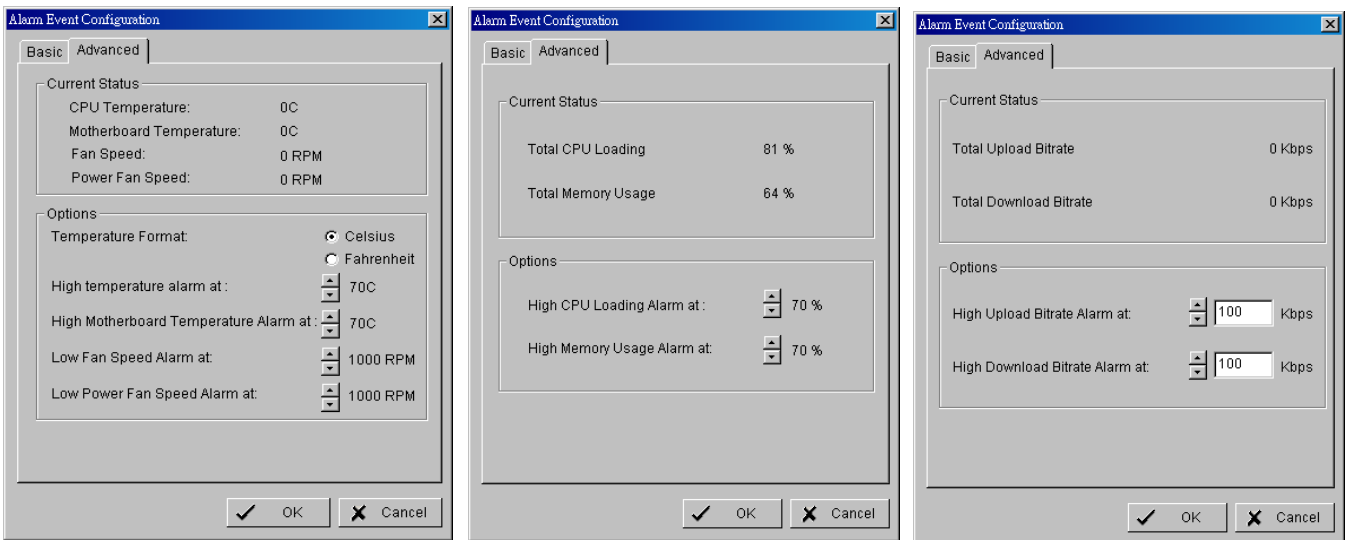 Alarm Event Configuration
Basic Advanced
Current Status
CPU Temperature: 0C
Motherboard Temperature: 0C
Fan Speed: 0 RPM
Power Fan Speed: 0 RPM
Options
Temperature Format: Celsius
Fahrenheit
High temperature alarm at : 70C
High Motherboard Temperature Alarm at : 70C
Low Fan Speed Alarm at: 1000 RPM
Low Power Fan Speed Alarm at: 1000 RPM
OK Cancel
Alarm Event Configuration
Basic Advanced
Current Status
Total CPU Loading 81 %
Total Memory Usage 64 %
Options
High CPU Loading Alarm at : 70 %
High Memory Usage Alarm at: 70 %
OK Cancel
Alarm Event Configuration
Basic Advanced
Current Status
Total Upload Bitrate 0 Kbps
Total Download Bitrate 0 Kbps
Options
High Upload Bitrate Alarm at: 100 Kbps
High Download Bitrate Alarm at: 100 Kbps
OK Cancel